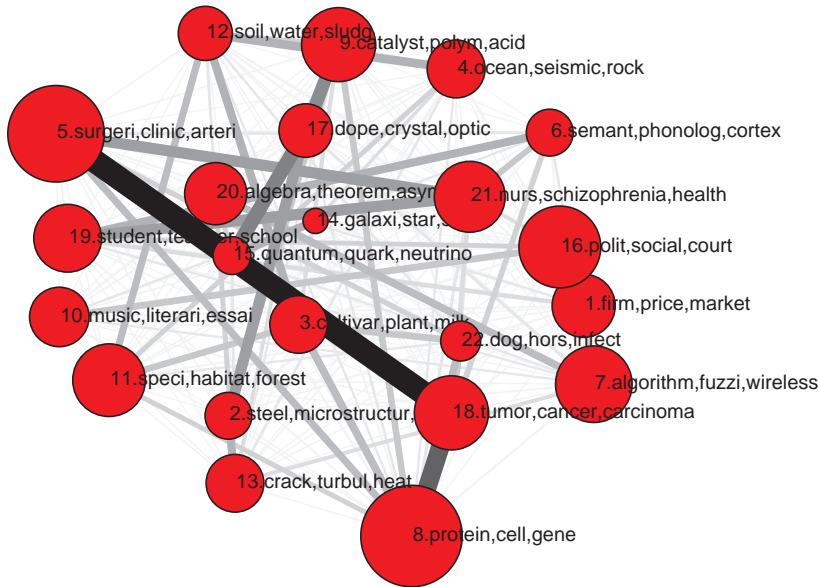 12.soil,water,sludg
9.catalyst,polym,acid
4.ocean,seismic,rock
5.surgeri,clinic,arteri
17.dope,crystal,optic
6.semant,phonolog,cortex
20.algebra,theorem,asym
21.nurs,schizophrenia,health
14.galaxi,star,
19.student,teacher,school
16.polit,social,court
15.quantum,quark,neutrino
10.music,literari,essai
3.cultivar,plant,milk
1.firm,price,market
22.dog,hors,infect
11.speci,habitat,forest
7.algorithm,fuzzi,wireless
2.steel,microstructur,
18.tumor,cancer,carcinoma
13.crack,turbul,heat
8.protein,cell,gene